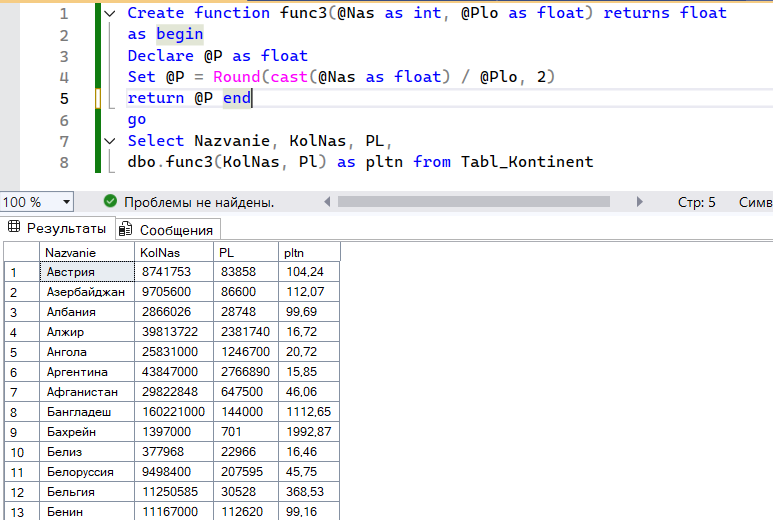 1 Create function func3(@Nas as int, @Plo as float) returns float
2 as begin
3 Declare @P as float
4 Set @P = Round(cast(@Nas as float) / @Plo, 2)
5 return @P end
6 go
7 Select Nazvanie, KolNas, PL,
8 dbo.func3(KolNas, Pl) as pltn from Tabl_Kontinent
100 % Проблемы не найдены. Стр: 5 Симв
Результаты Сообщения
Nazvanie KolNas PL pltn
1 Австрия 8741753 83858 104,24
2 Азербайджан 9705600 86600 112,07
3 Албания 2866026 28748 99,69
4 Алжир 39813722 2381740 16,72
5 Ангола 25831000 1246700 20,72
6 Аргентина 43847000 2766890 15,85
7 Афганистан 29822848 647500 46,06
8 Бангладеш 160221000 144000 1112,65
9 Бахрейн 1397000 701 1992,87
10 Белиз 377968 22966 16,46
11 Белоруссия 9498400 207595 45,75
12 Бельгия 11250585 30528 368,53
13 Бенин 11167000 112620 99,16